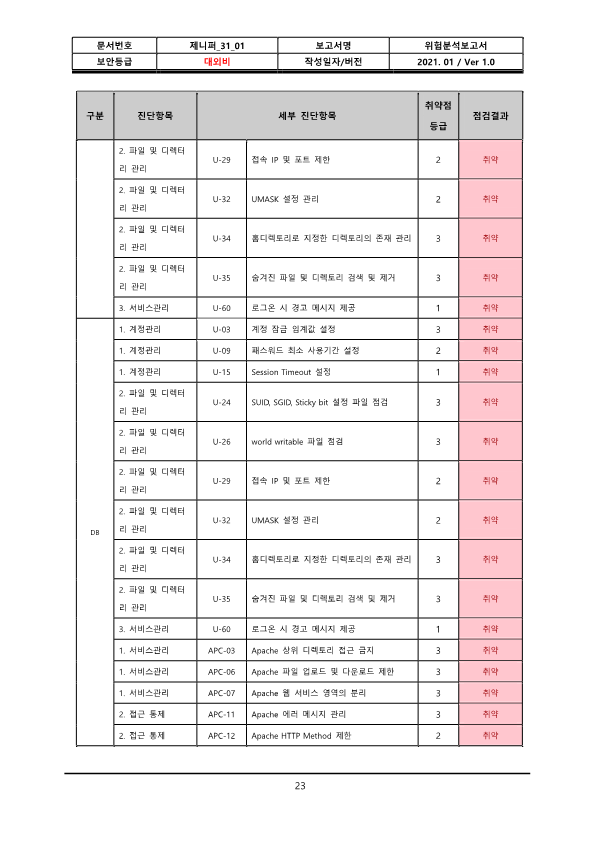 문서번호 제니퍼_31_01 보고서명 위험분석보고서
보안등급 대외비 작성일자/버전 2021. 01 / Ver 1.0
구분 진단항목 세부 진단항목 취약점 점검결과
등급
2. 파일 및 디렉터
리 관리 U-29 접속 IP 및 포트 제한 2 취약
2. 파일 및 디렉터
리 관리 U-32 UMASK 설정 관리 2 취약
2. 파일 및 디렉터
리 관리 U-34 홈디렉토리로 지정한 디렉토리의 존재 관리 3 취약
2. 파일 및 디렉터
리 관리 U-35 숨겨진 파일 및 디렉토리 검색 및 제거 3 취약
3. 서비스관리 U-60 로그온 시 경고 메시지 제공 1 취약
1. 계정관리 U-03 계정 잠금 임계값 설정 3 취약
1. 계정관리 U-09 패스워드 최소 사용기간 설정 2 취약
1. 계정관리 U-15 Session Timeout 설정 1 취약
2. 파일 및 디렉터
리 관리 U-24 SUID, SGID, Sticky bit 설정 파일 점검 3 취약
2. 파일 및 디렉터
리 관리 U-26 world writable 파일 점검 3 취약
2. 파일 및 디렉터
리 관리 U-29 접속 IP 및 포트 제한 2 취약
2. 파일 및 디렉터
리 관리 U-32 UMASK 설정 관리 2 취약
DB
2. 파일 및 디렉터
리 관리 U-34 홈디렉토리로 지정한 디렉토리의 존재 관리 3 취약
2. 파일 및 디렉터
리 관리 U-35 숨겨진 파일 및 디렉토리 검색 및 제거 3 취약
3. 서비스관리 U-60 로그온 시 경고 메시지 제공 1 취약
1. 서비스관리 APC-03 Apache 상위 디렉토리 접근 금지 3 취약
1. 서비스관리 APC-06 Apache 파일 업로드 및 다운로드 제한 3 취약
1. 서비스관리 APC-07 Apache 웹 서비스 영역의 분리 3 취약
2. 접근 통제 APC-11 Apache 에러 메시지 관리 3 취약
2. 접근 통제 APC-12 Apache HTTP Method 제한 2 취약
23